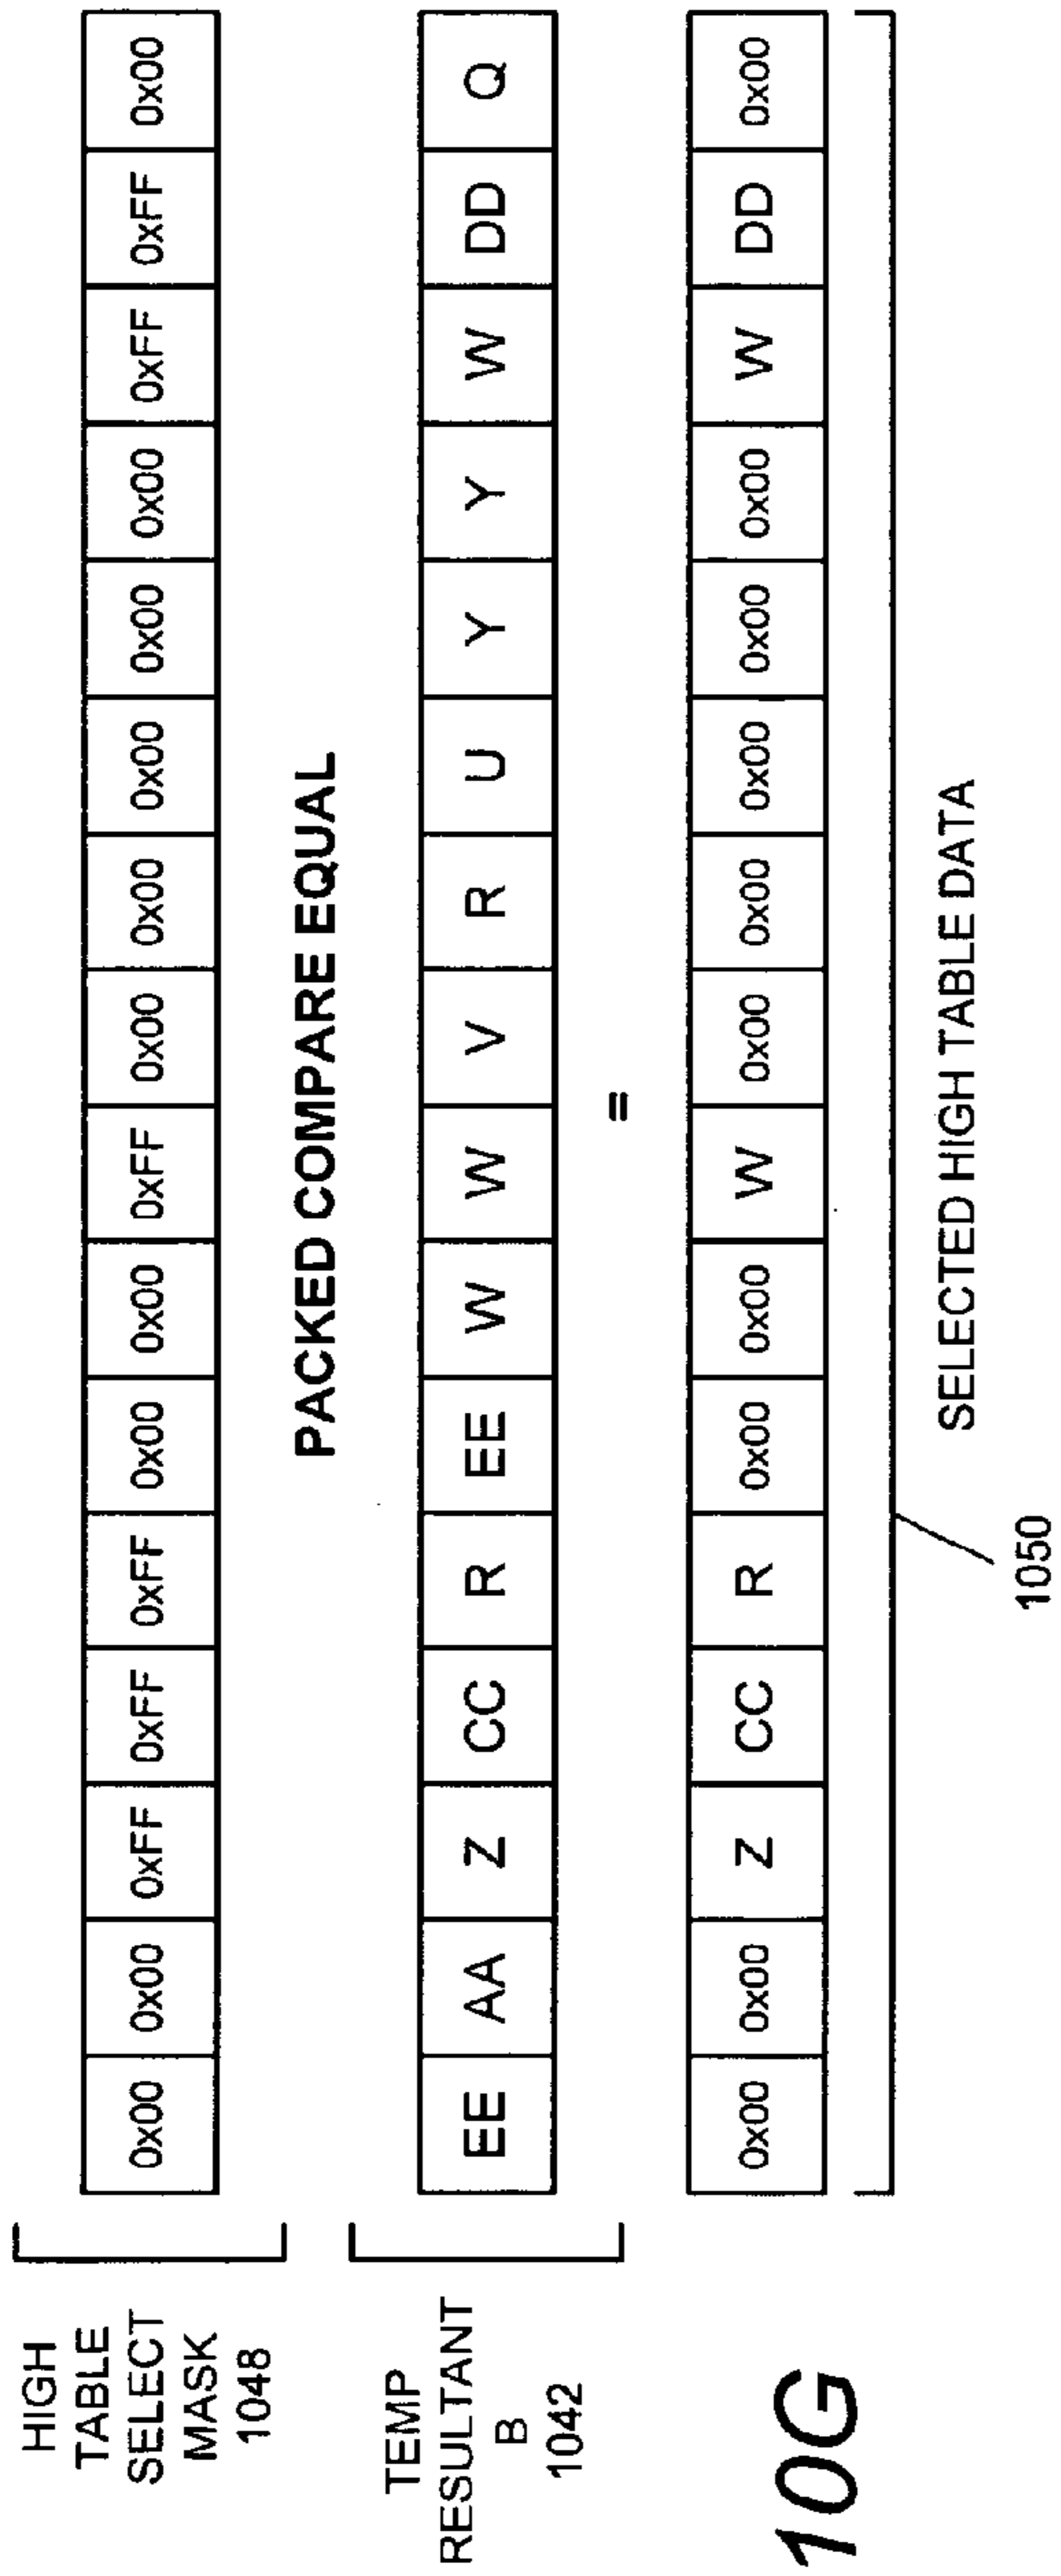 HIGH
TABLE
SELECT
MASK
1048
0x00 0x00 0xFF 0xFF 0xFF 0x00 0x00 0xFF 0x00 0x00 0x00 0x00 0x00 0xFF 0xFF 0x00
PACKED COMPARE EQUAL
TEMP
RESULTANT
B
1042
EE AA Z CC R EE W W V R U Y Y W DD Q
=
0x00 0x00 Z CC R 0x00 0x00 W 0x00 0x00 0x00 0x00 0x00 W DD 0x00
SELECTED HIGH TABLE DATA
1050
10G